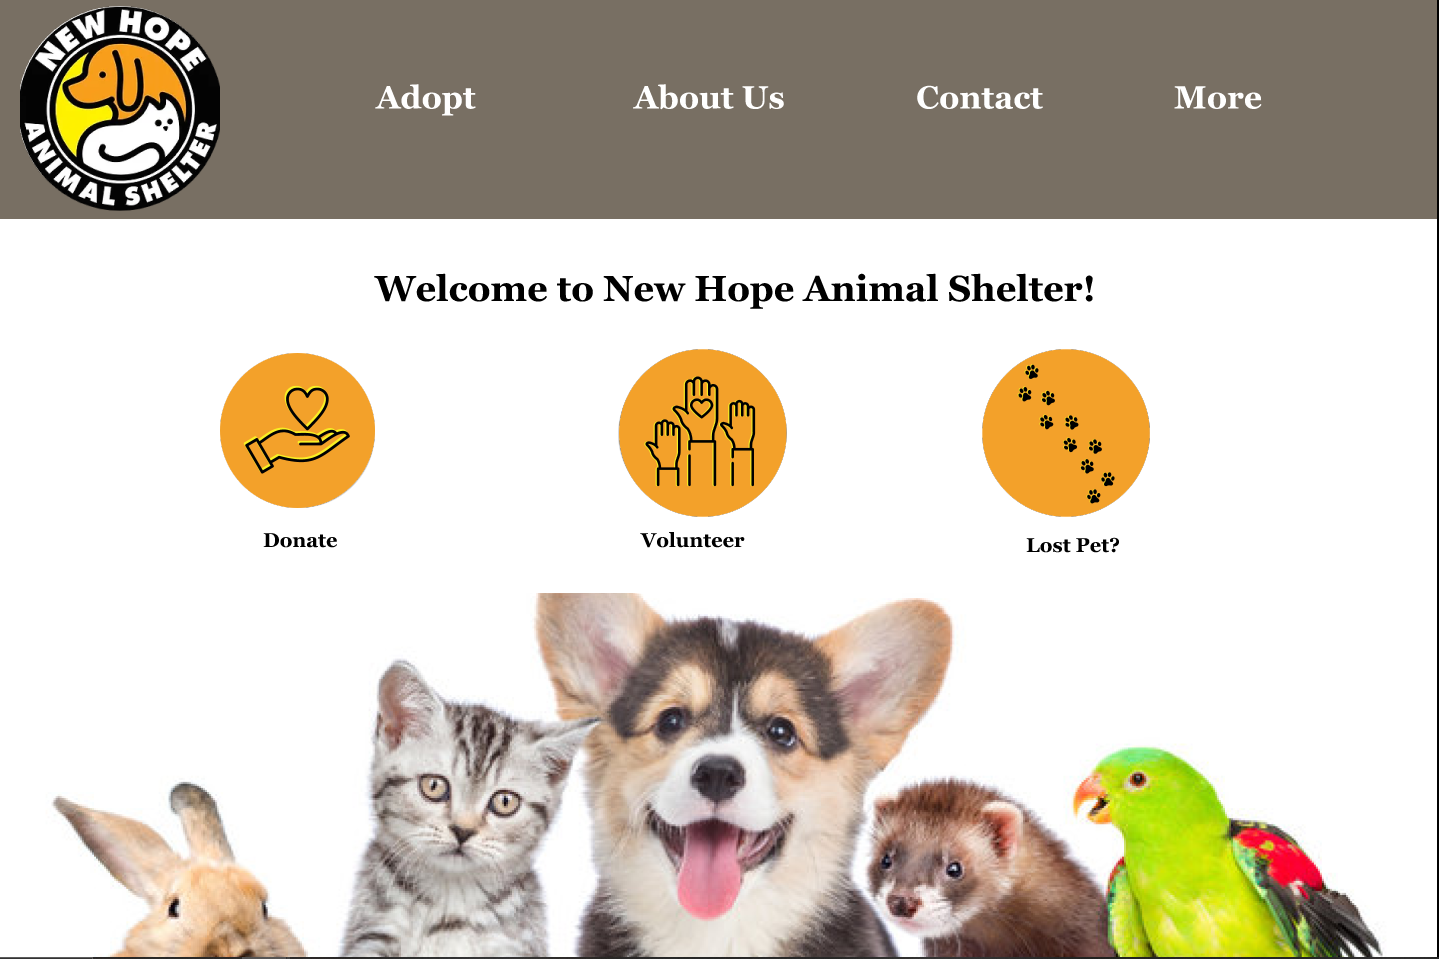 NEW HOPE
ANIMAL SHELTER
Adopt About Us Contact More
Welcome to New Hope Animal Shelter!
Donate Volunteer Lost Pet?